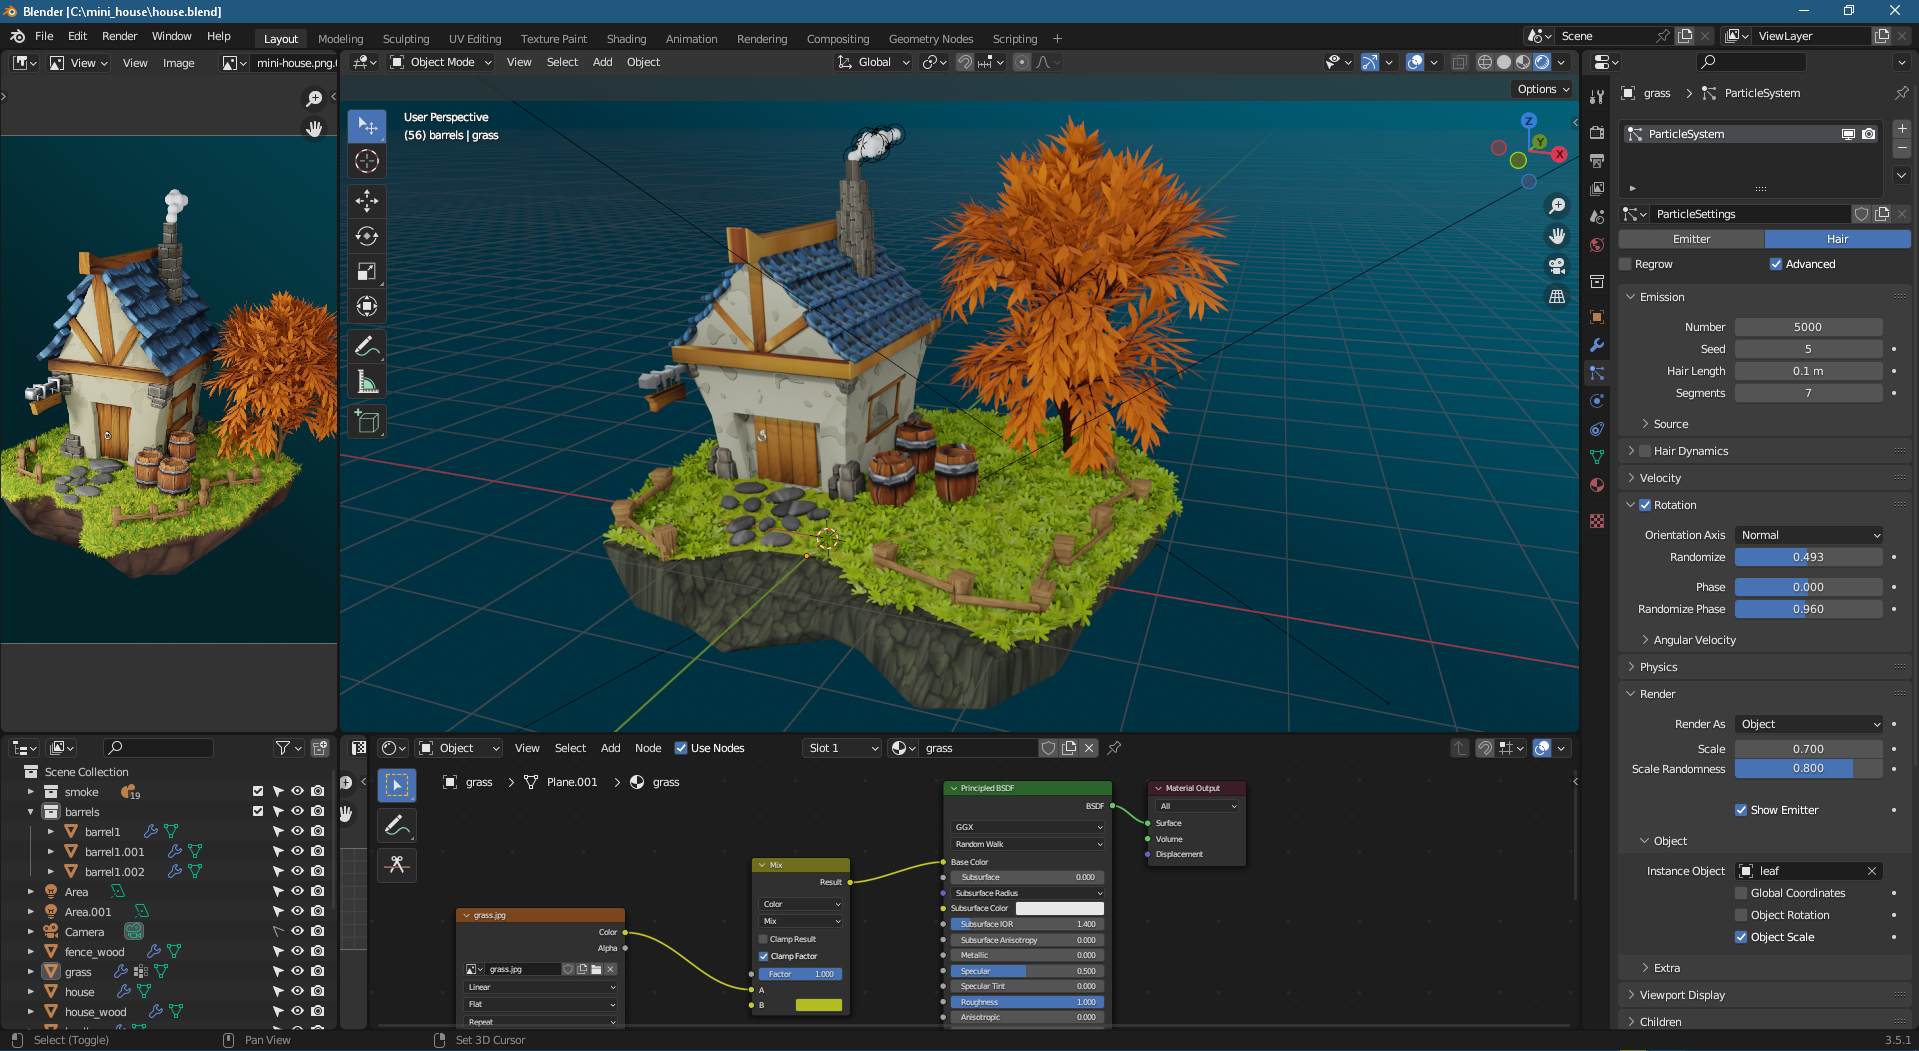 Blender [C:\mini_house\house.blend]
File Edit Render Window Help
Layout Modeling Sculpting UV Editing Texture Paint Shading Animation Rendering Compositing Geometry Nodes Scripting +
Scene
ViewLayer
View View Image mini-house.png
Object Mode View Select Add Object
Global
Options
User Perspective
(56) barrels | grass
Z
Y
X
grass > ParticleSystem
ParticleSystem
ParticleSettings
Emitter Hair
Regrow Advanced
Emission
Number 5000
Seed 5
Hair Length 0.1 m
Segments 7
Source
Hair Dynamics
Velocity
Rotation
Orientation Axis Normal
Randomize 0.493
Phase 0.000
Randomize Phase 0.960
Angular Velocity
Physics
Render
Render As Object
Scale 0.700
Scale Randomness 0.800
Show Emitter
Object
Instance Object leaf
Global Coordinates
Object Rotation
Object Scale
Extra
Viewport Display
Children
Scene Collection
smoke 19
barrels
barrel1
barrel1.001
barrel1.002
Area
Area.001
Camera
fence_wood
grass
house
house_wood
Object View Select Add Node Use Nodes Slot 1 grass
grass > Plane.001 > grass
grass.jpg
Color
Alpha
grass.jpg
Linear
Flat
Repeat
Mix
Result
Color
Mix
Clamp Result
Clamp Factor
Factor 1.000
A
B
Principled BSDF
BSDF
GGX
Random Walk
Base Color
Subsurface 0.000
Subsurface Radius
Subsurface Color
Subsurface IOR 1.400
Subsurface Anisotropy 0.000
Metallic 0.000
Specular 0.500
Specular Tint 0.000
Roughness 1.000
Anisotropic 0.000
Material Output
All
Surface
Volume
Displacement
Select (Toggle) Pan View Set 3D Cursor 3.5.1